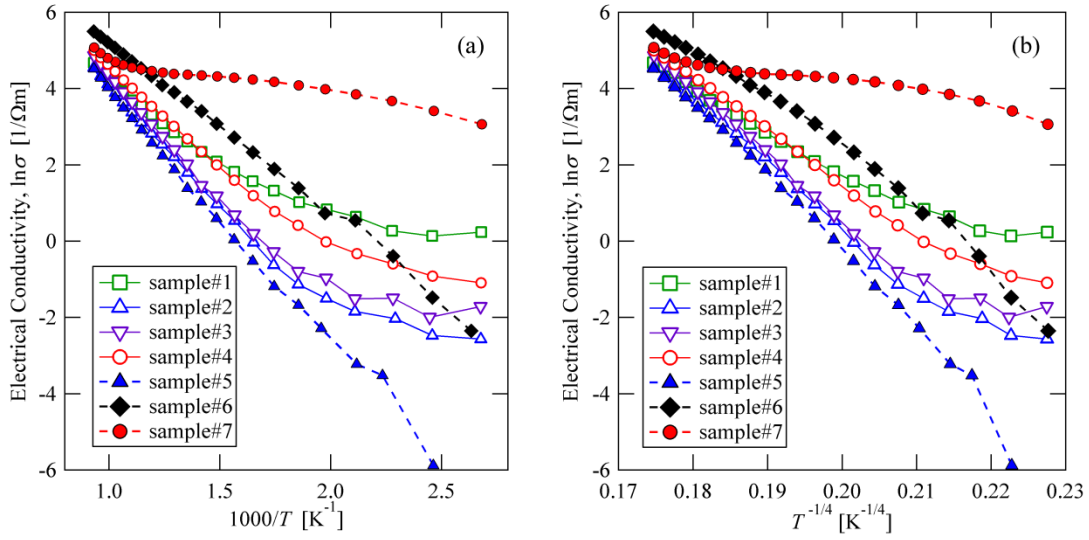 6
4
2
0
-2
-4
-6
Electrical Conductivity, lnσ [1/Ωm]
(a)
sample#1
sample#2
sample#3
sample#4
sample#5
sample#6
sample#7
1.0 1.5 2.0 2.5
1000/T [K⁻¹]
6
4
2
0
-2
-4
-6
Electrical Conductivity, lnσ [1/Ωm]
(b)
sample#1
sample#2
sample#3
sample#4
sample#5
sample#6
sample#7
0.17 0.18 0.19 0.20 0.21 0.22 0.23
T⁻¹ᐟ⁴ [K⁻¹ᐟ⁴]